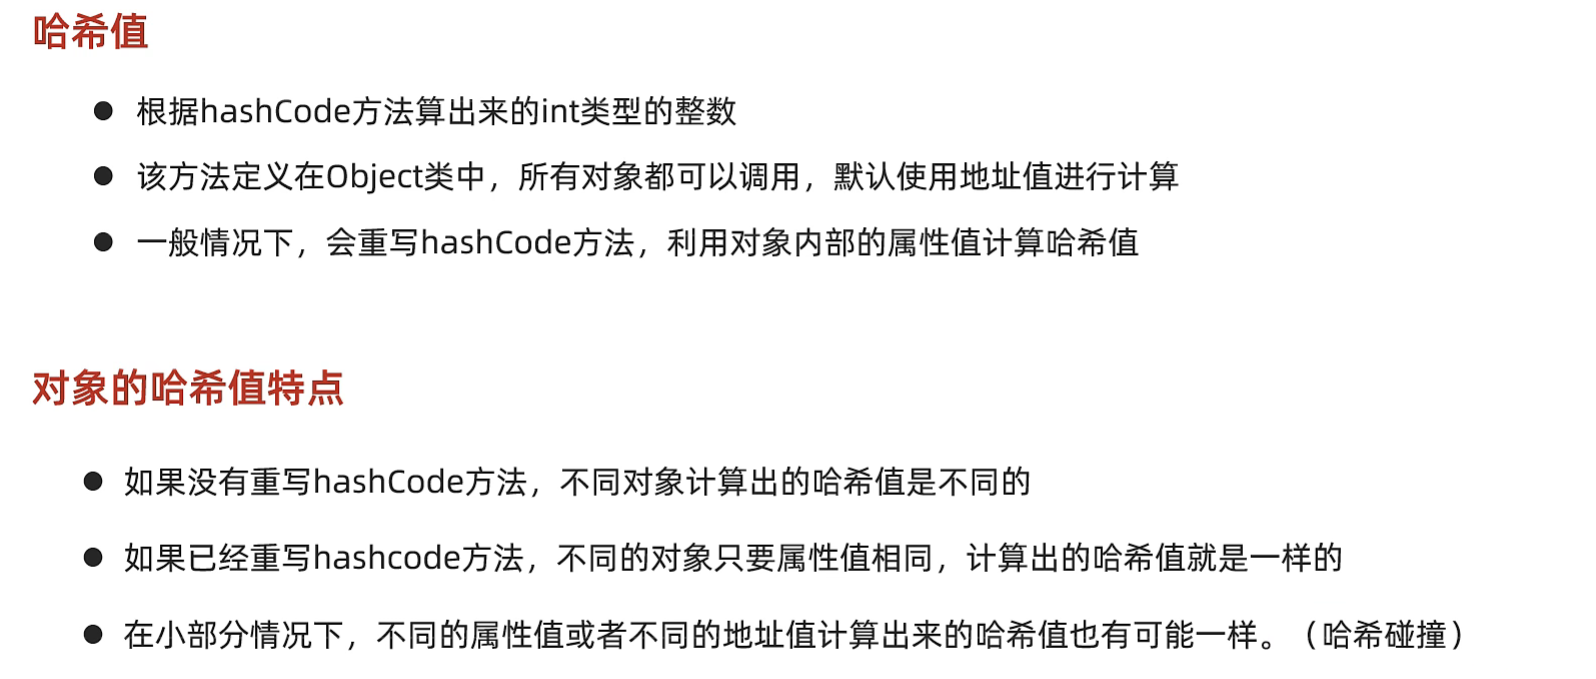 哈希值
● 根据hashCode方法算出来的int类型的整数
● 该方法定义在Object类中，所有对象都可以调用，默认使用地址值进行计算
● 一般情况下，会重写hashCode方法，利用对象内部的属性值计算哈希值
对象的哈希值特点
● 如果没有重写hashCode方法，不同对象计算出的哈希值是不同的
● 如果已经重写hashcode方法，不同的对象只要属性值相同，计算出的哈希值就是一样的
● 在小部分情况下，不同的属性值或者不同的地址值计算出来的哈希值也有可能一样。（哈希碰撞）